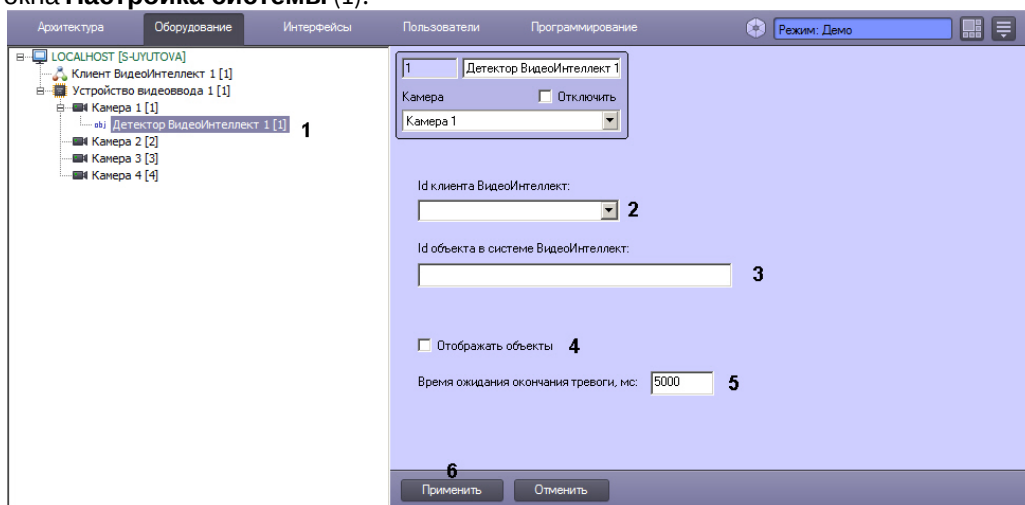 окна Настройка системы (1).
Архитектура Оборудование Интерфейсы Пользователи Программирование Режим: Демо
LOCALHOST [S-UYUTOVA]
Клиент ВидеоИнтеллект 1 [1]
Устройство видеоввода 1 [1]
Камера 1 [1]
obj Детектор ВидеоИнтеллект 1 [1] 1
Камера 2 [2]
Камера 3 [3]
Камера 4 [4]
1 Детектор ВидеоИнтеллект 1
Камера Отключить
Камера 1
Id клиента ВидеоИнтеллект:
2
Id объекта в системе ВидеоИнтеллект:
3
Отображать объекты 4
Время ожидания окончания тревоги, мс: 5000 5
6
Применить Отменить